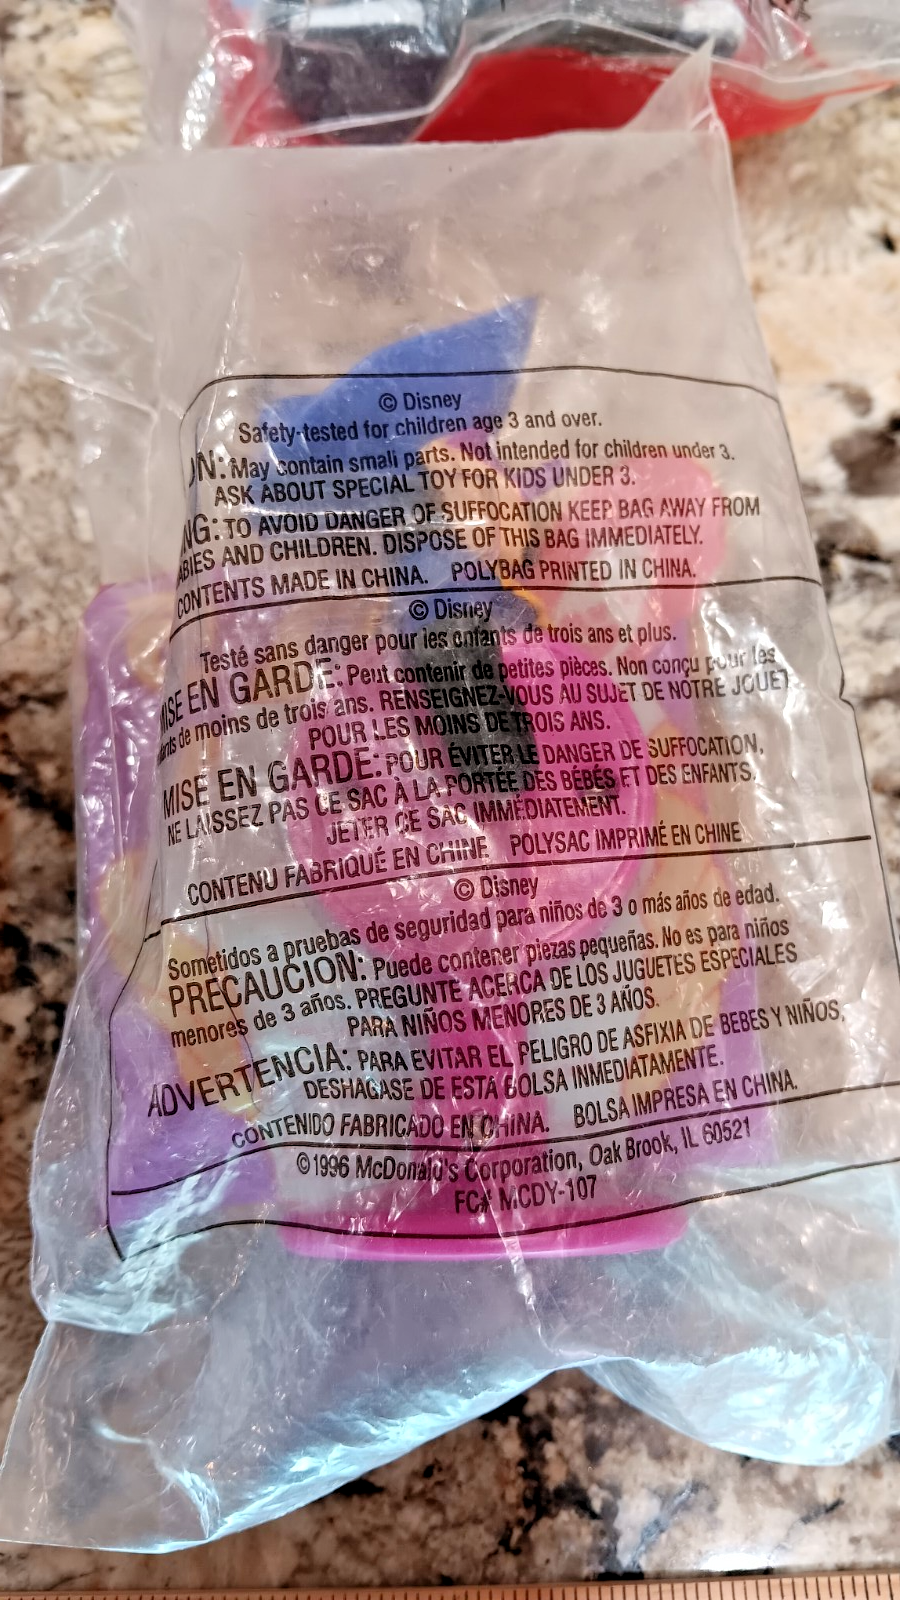 © Disney
Safety-tested for children age 3 and over.
ON: May contain small parts. Not intended for children under 3.
ASK ABOUT SPECIAL TOY FOR KIDS UNDER 3.
NG: TO AVOID DANGER OF SUFFOCATION KEEP BAG AWAY FROM
ABIES AND CHILDREN. DISPOSE OF THIS BAG IMMEDIATELY.
CONTENTS MADE IN CHINA. POLYBAG PRINTED IN CHINA.
© Disney
Testé sans danger pour les enfants de trois ans et plus.
MISE EN GARDE: Peut contenir de petites pièces. Non conçu pour les
de moins de trois ans. RENSEIGNEZ-VOUS AU SUJET DE NOTRE JOUET
POUR LES MOINS DE TROIS ANS.
MISE EN GARDE: POUR ÉVITER LE DANGER DE SUFFOCATION,
NE LAISSEZ PAS CE SAC À LA PORTÉE DES BÉBÉS ET DES ENFANTS.
JETER CE SAC IMMÉDIATEMENT.
CONTENU FABRIQUÉ EN CHINE POLYSAC IMPRIMÉ EN CHINE
© Disney
Sometidos a pruebas de seguridad para niños de 3 o más años de edad.
PRECAUCION: Puede contener piezas pequeñas. No es para niños
menores de 3 años. PREGUNTE ACERCA DE LOS JUGUETES ESPECIALES
PARA NIÑOS MENORES DE 3 AÑOS.
ADVERTENCIA: PARA EVITAR EL PELIGRO DE ASFIXIA DE BEBES Y NIÑOS,
DESHAGASE DE ESTA BOLSA INMEDIATAMENTE.
CONTENIDO FABRICADO EN CHINA. BOLSA IMPRESA EN CHINA.
©1996 McDonald's Corporation, Oak Brook, IL 60521
FC# MCDY-107